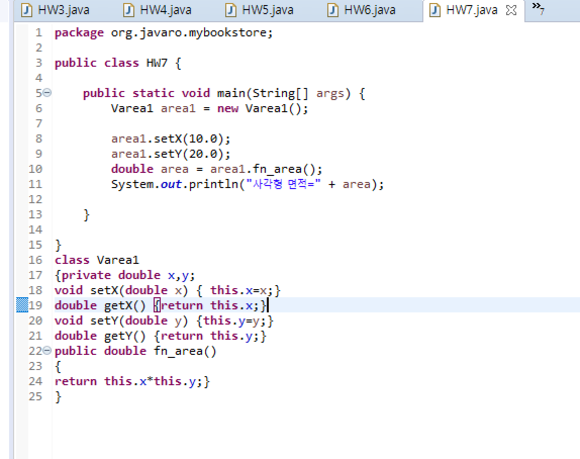 HW3.java HW4.java HW5.java HW6.java HW7.java »7
1 package org.javaro.mybookstore;
2
3 public class HW7 {
4
5 public static void main(String[] args) {
6 Varea1 area1 = new Varea1();
7
8 area1.setX(10.0);
9 area1.setY(20.0);
10 double area = area1.fn_area();
11 System.out.println("사각형 면적=" + area);
12
13 }
14
15 }
16 class Varea1
17 {private double x,y;
18 void setX(double x) { this.x=x;}
19 double getX() {return this.x;}
20 void setY(double y) {this.y=y;}
21 double getY() {return this.y;}
22 public double fn_area()
23 {
24 return this.x*this.y;}
25 }